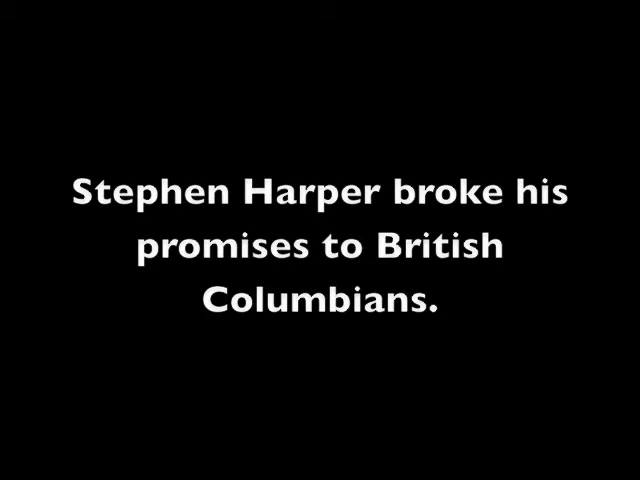 Stephen Harper broke his
promises to British
Columbians.